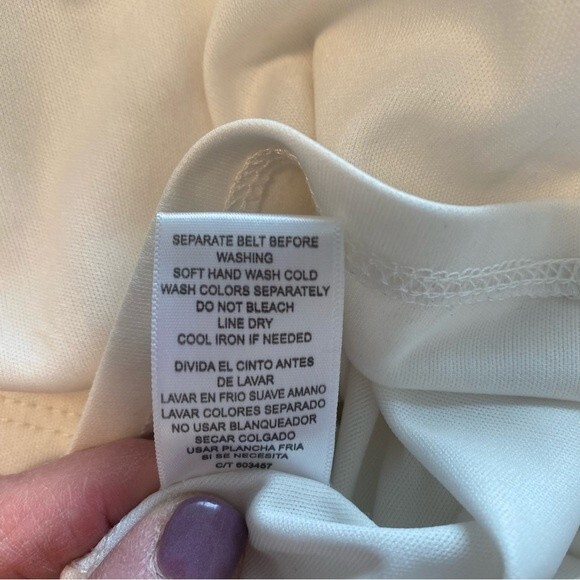 SEPARATE BELT BEFORE
WASHING
SOFT HAND WASH COLD
WASH COLORS SEPARATELY
DO NOT BLEACH
LINE DRY
COOL IRON IF NEEDED
DIVIDA EL CINTO ANTES
DE LAVAR
LAVAR EN FRIO SUAVE AMANO
LAVAR COLORES SEPARADO
NO USAR BLANQUEADOR
SECAR COLGADO
USAR PLANCHA FRIA
SI SE NECESITA
C/T 603457